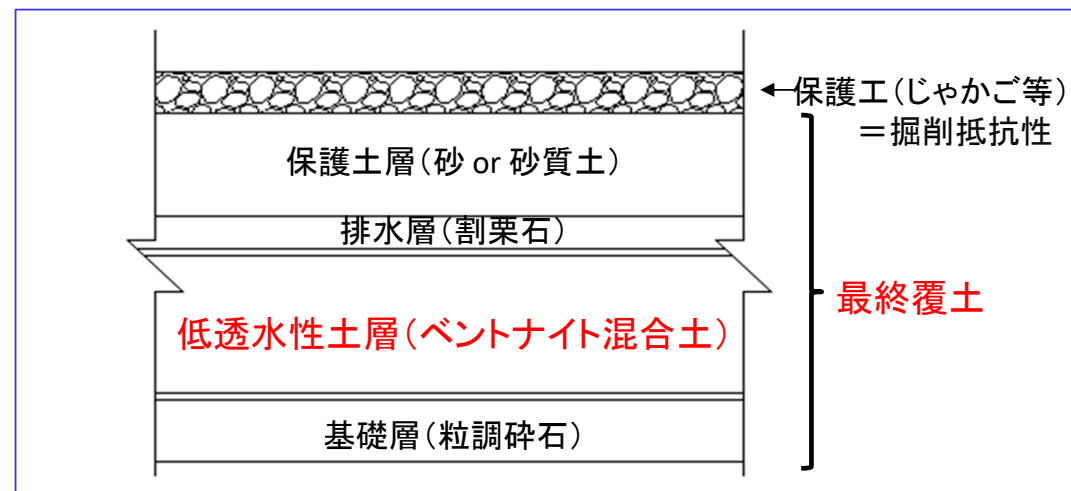 保護工(じゃかご等)
＝掘削抵抗性
保護土層(砂 or 砂質土)
排水層(割栗石)
最終覆土
低透水性土層(ベントナイト混合土)
基礎層(粒調砕石)